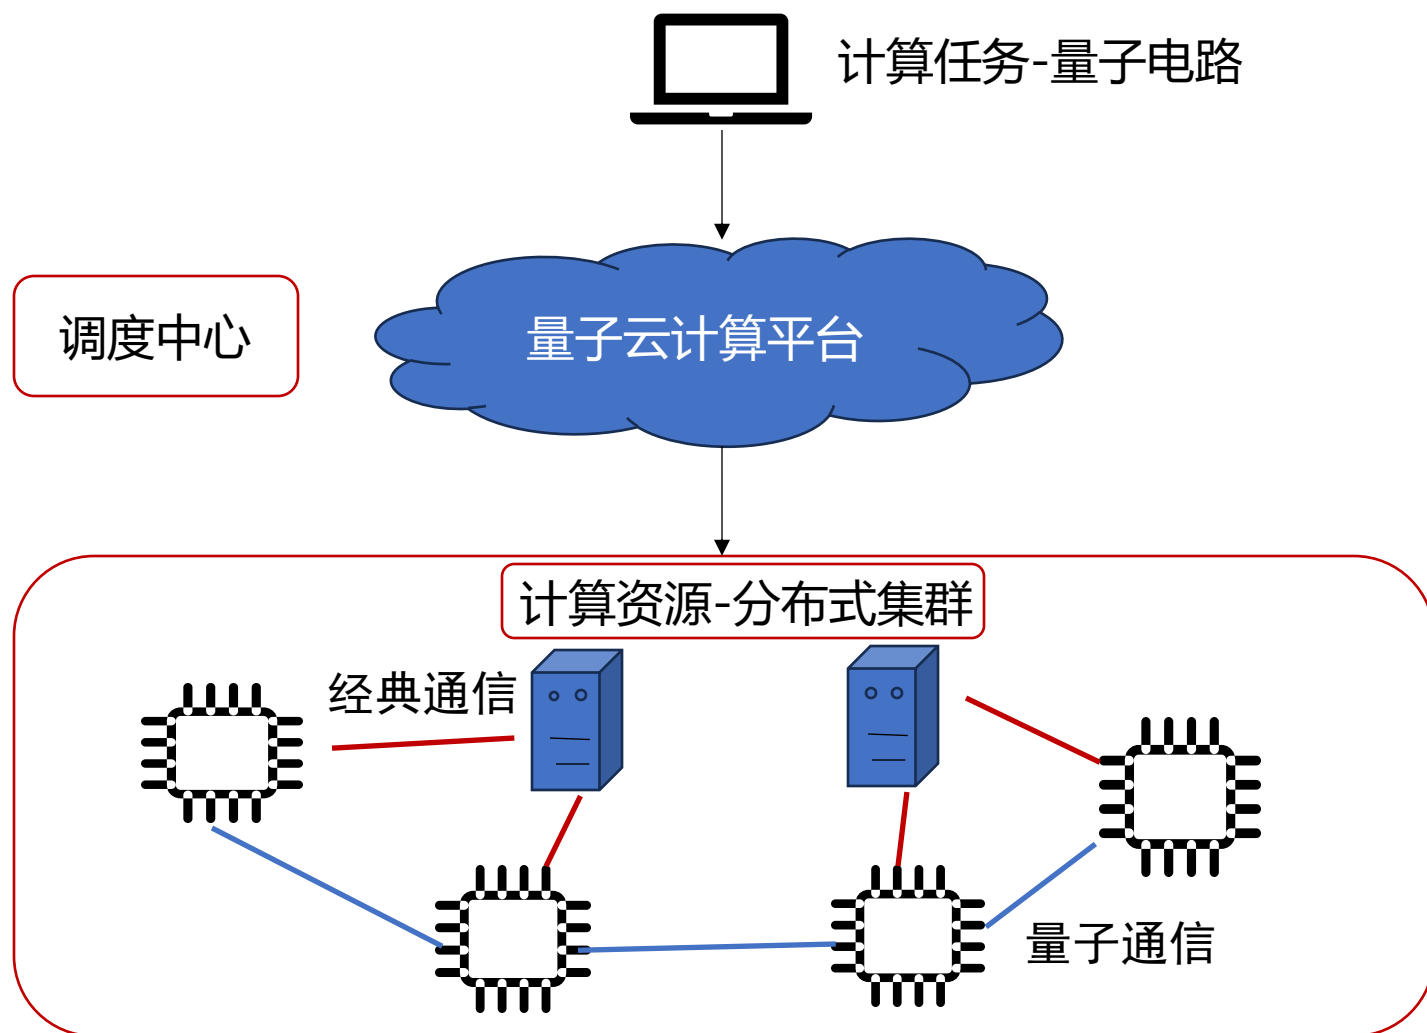 计算任务-量子电路
调度中心
量子云计算平台
计算资源-分布式集群
经典通信
量子通信